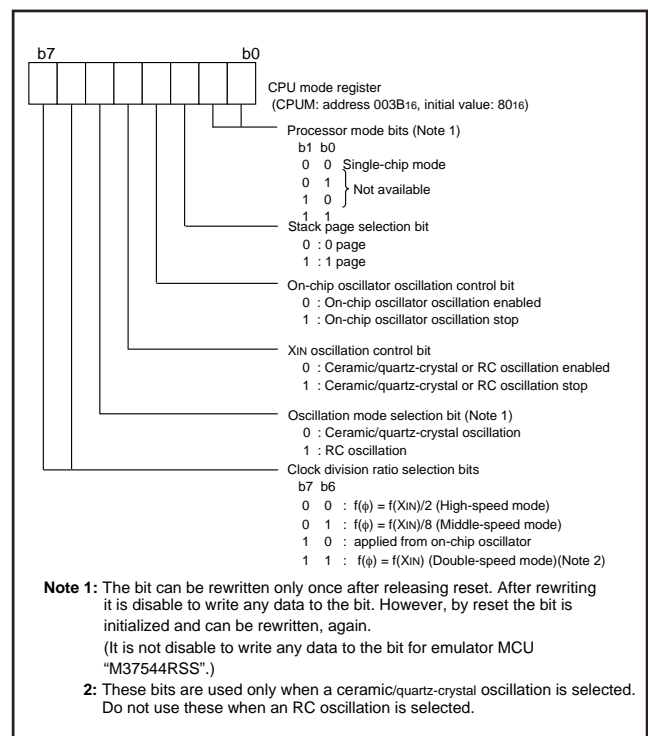 b7 b0
CPU mode register
(CPUM: address 003B16, initial value: 8016)
Processor mode bits (Note 1)
b1 b0
0 0 Single-chip mode
0 1
Not available
1 0
1 1
Stack page selection bit
0 : 0 page
1 : 1 page
On-chip oscillator oscillation control bit
0 : On-chip oscillator oscillation enabled
1 : On-chip oscillator oscillation stop
XIN oscillation control bit
0 : Ceramic/quartz-crystal or RC oscillation enabled
1 : Ceramic/quartz-crystal or RC oscillation stop
Oscillation mode selection bit (Note 1)
0 : Ceramic/quartz-crystal oscillation
1 : RC oscillation
Clock division ratio selection bits
b7 b6
0 0 : f(φ) = f(XIN)/2 (High-speed mode)
0 1 : f(φ) = f(XIN)/8 (Middle-speed mode)
1 0 : applied from on-chip oscillator
1 1 : f(φ) = f(XIN) (Double-speed mode)(Note 2)
Note 1: The bit can be rewritten only once after releasing reset. After rewriting
it is disable to write any data to the bit. However, by reset the bit is
initialized and can be rewritten, again.
(It is not disable to write any data to the bit for emulator MCU
“M37544RSS”.)
2: These bits are used only when a ceramic/quartz-crystal oscillation is selected.
Do not use these when an RC oscillation is selected.